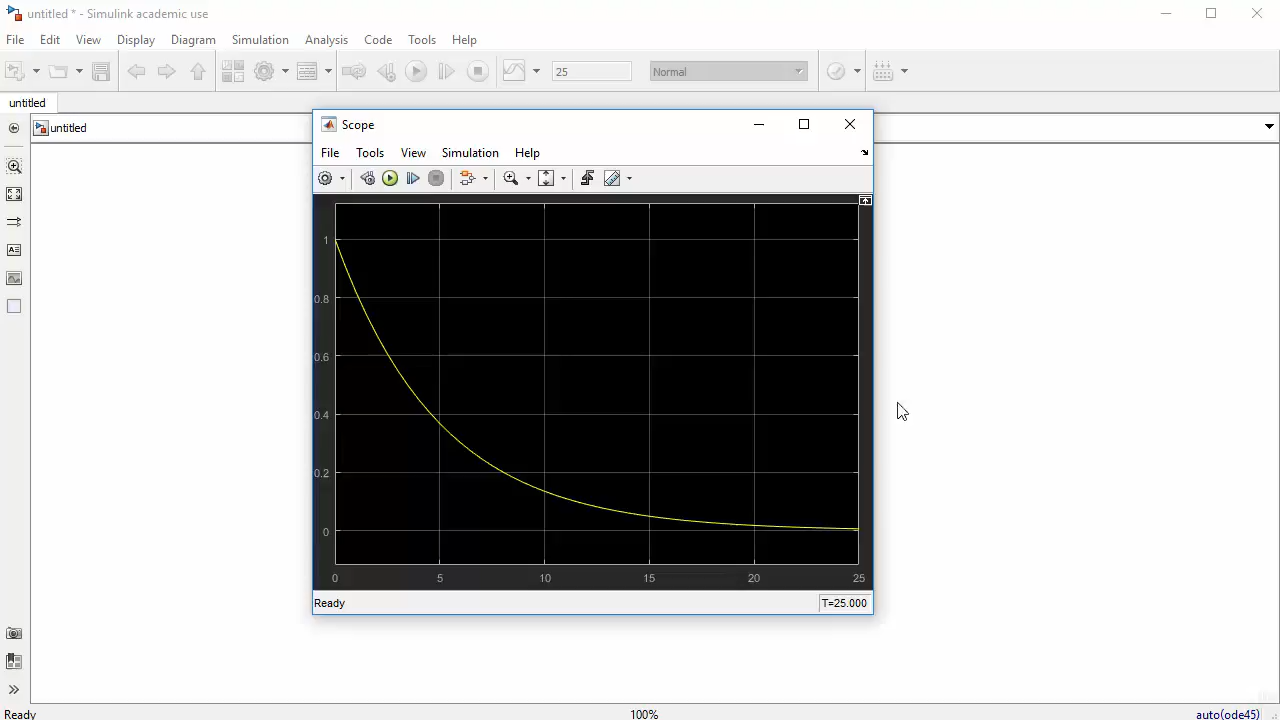 untitled * - Simulink academic use
File Edit View Display Diagram Simulation Analysis Code Tools Help
25 Normal
untitled
untitled
Scope
File Tools View Simulation Help
1
0.8
0.6
0.4
0.2
0
0 5 10 15 20 25
Ready T=25.000
Ready 100% auto(ode45)